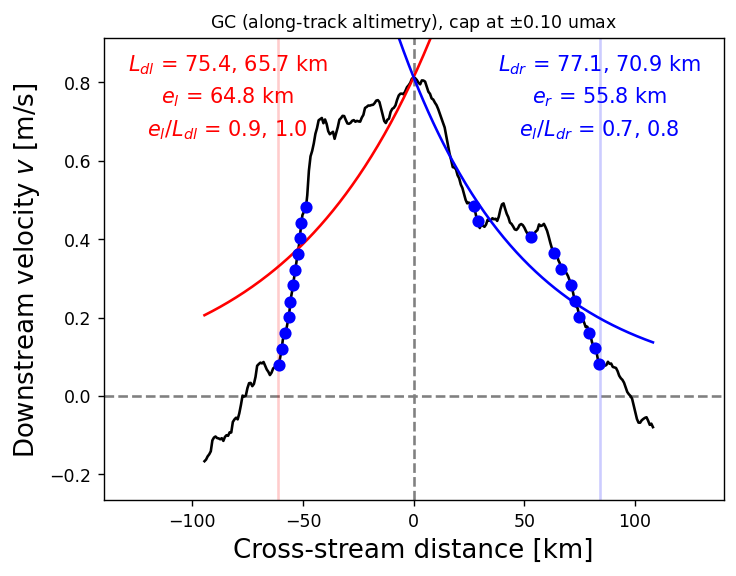 GC (along-track altimetry), cap at ±0.10 umax
L_dl = 75.4, 65.7 km
e_l = 64.8 km
e_l/L_dl = 0.9, 1.0
L_dr = 77.1, 70.9 km
e_r = 55.8 km
e_l/L_dr = 0.7, 0.8
Downstream velocity v [m/s]
0.8
0.6
0.4
0.2
0.0
−0.2
−100
−50
0
50
100
Cross-stream distance [km]